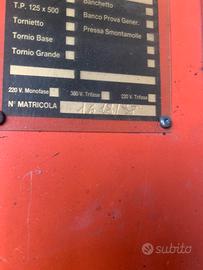 T.P. 125 x 500
Banchetto
Tornietto
Banco Prova Gener.
Tornio Base
Pressa Smontamolle
Tornio Grande
220 V. Monofase
380 V. Trifase
220 V. Trifase
N° MATRICOLA
subito